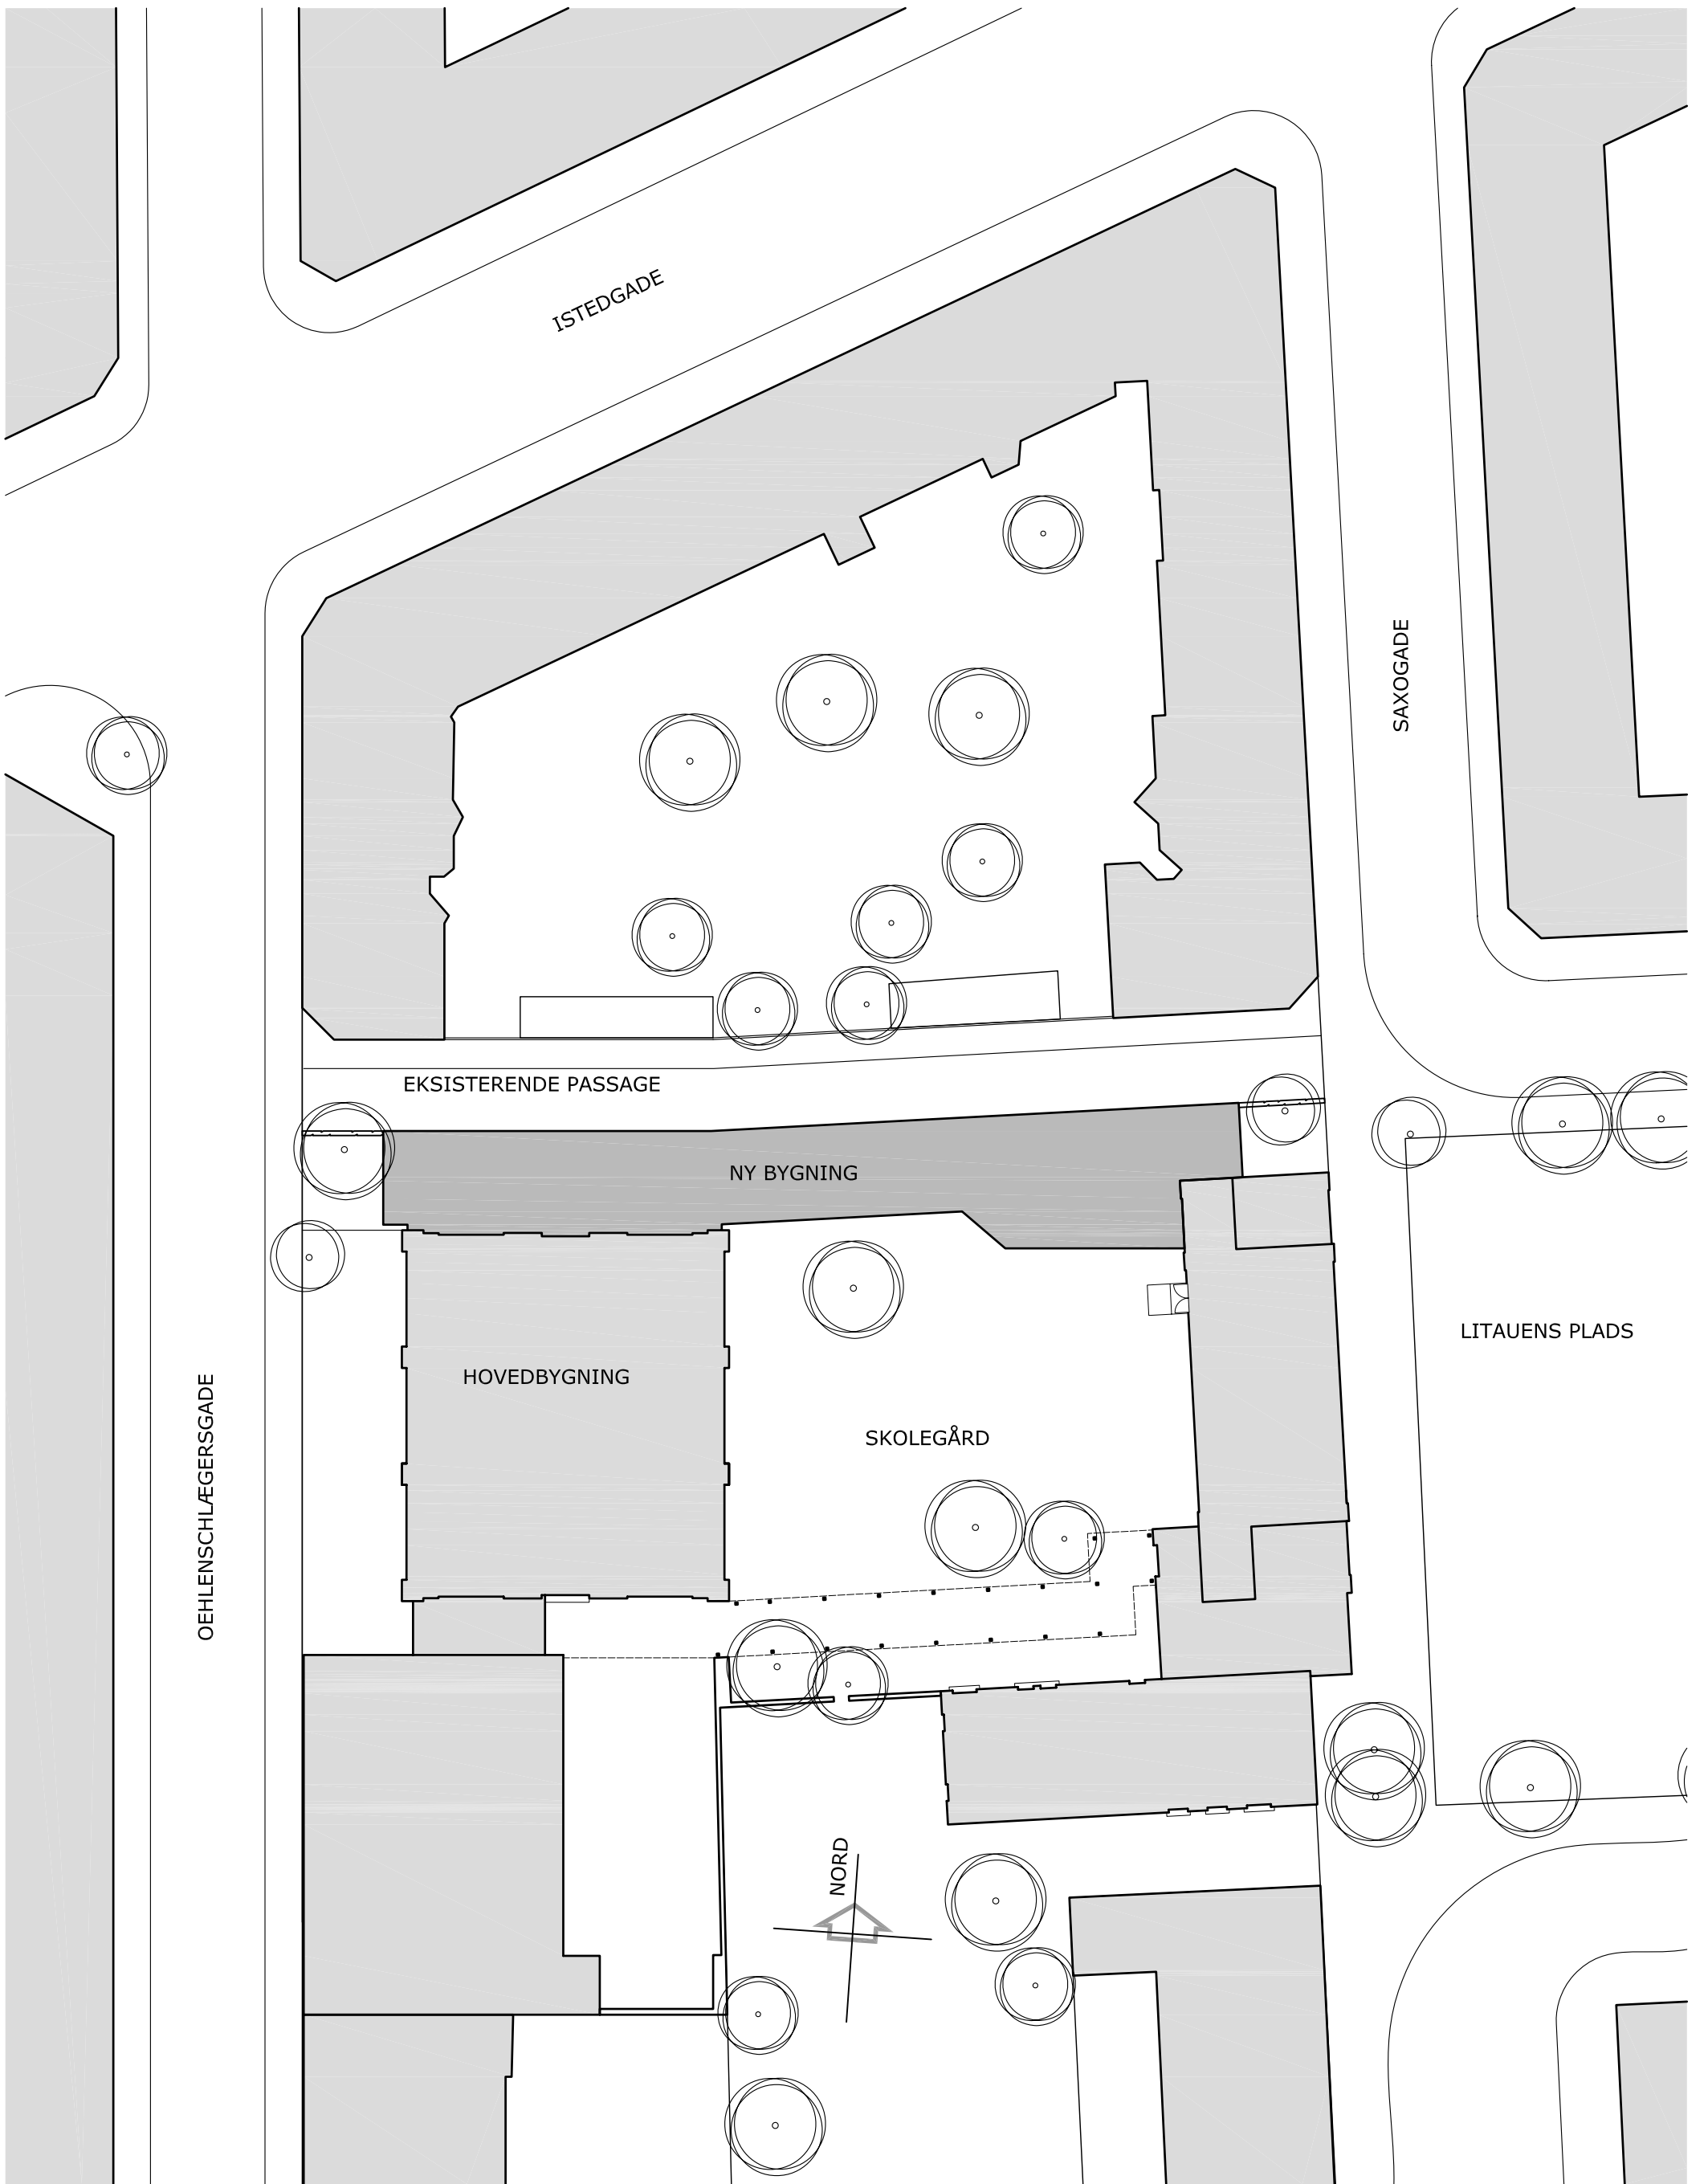 ISTEDGADE
SAXOGADE
EKSISTERENDE PASSAGE
NY BYGNING
LITAUENS PLADS
HOVEDBYGNING
SKOLEGÅRD
OEHLENSCHLÆGERSGADE
NORD